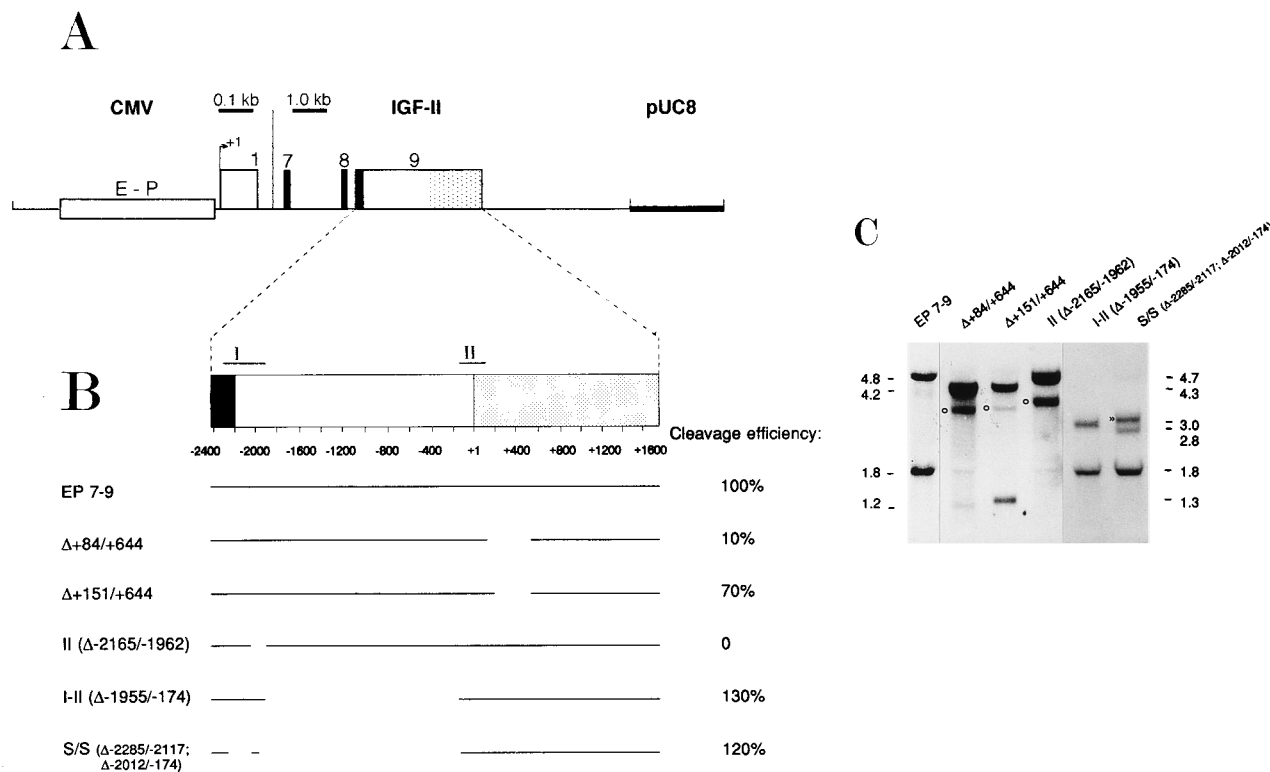 A
CMV
0.1 kb
1.0 kb
IGF-II
pUC8
+1
1
7
8
9
E - P
B
I
II
-2400 -2000 -1600 -1200 -800 -400 +1 +400 +800 +1200 +1600
Cleavage efficiency:
EP 7-9 100%
Δ+84/+644 10%
Δ+151/+644 70%
II (Δ-2165/-1962) 0
I-II (Δ-1955/-174) 130%
S/S (Δ-2285/-2117; 120%
Δ-2012/-174)
C
EP 7-9
Δ+84/+644
Δ+151/+644
II (Δ-2165/-1962)
I-II (Δ-1955/-174)
S/S (Δ-2285/-2117; Δ-2012/-174)
4.8 -
4.2 -
1.8 -
1.2 -
- 4.7
- 4.3
- 3.0
2.8
- 1.8
- 1.3